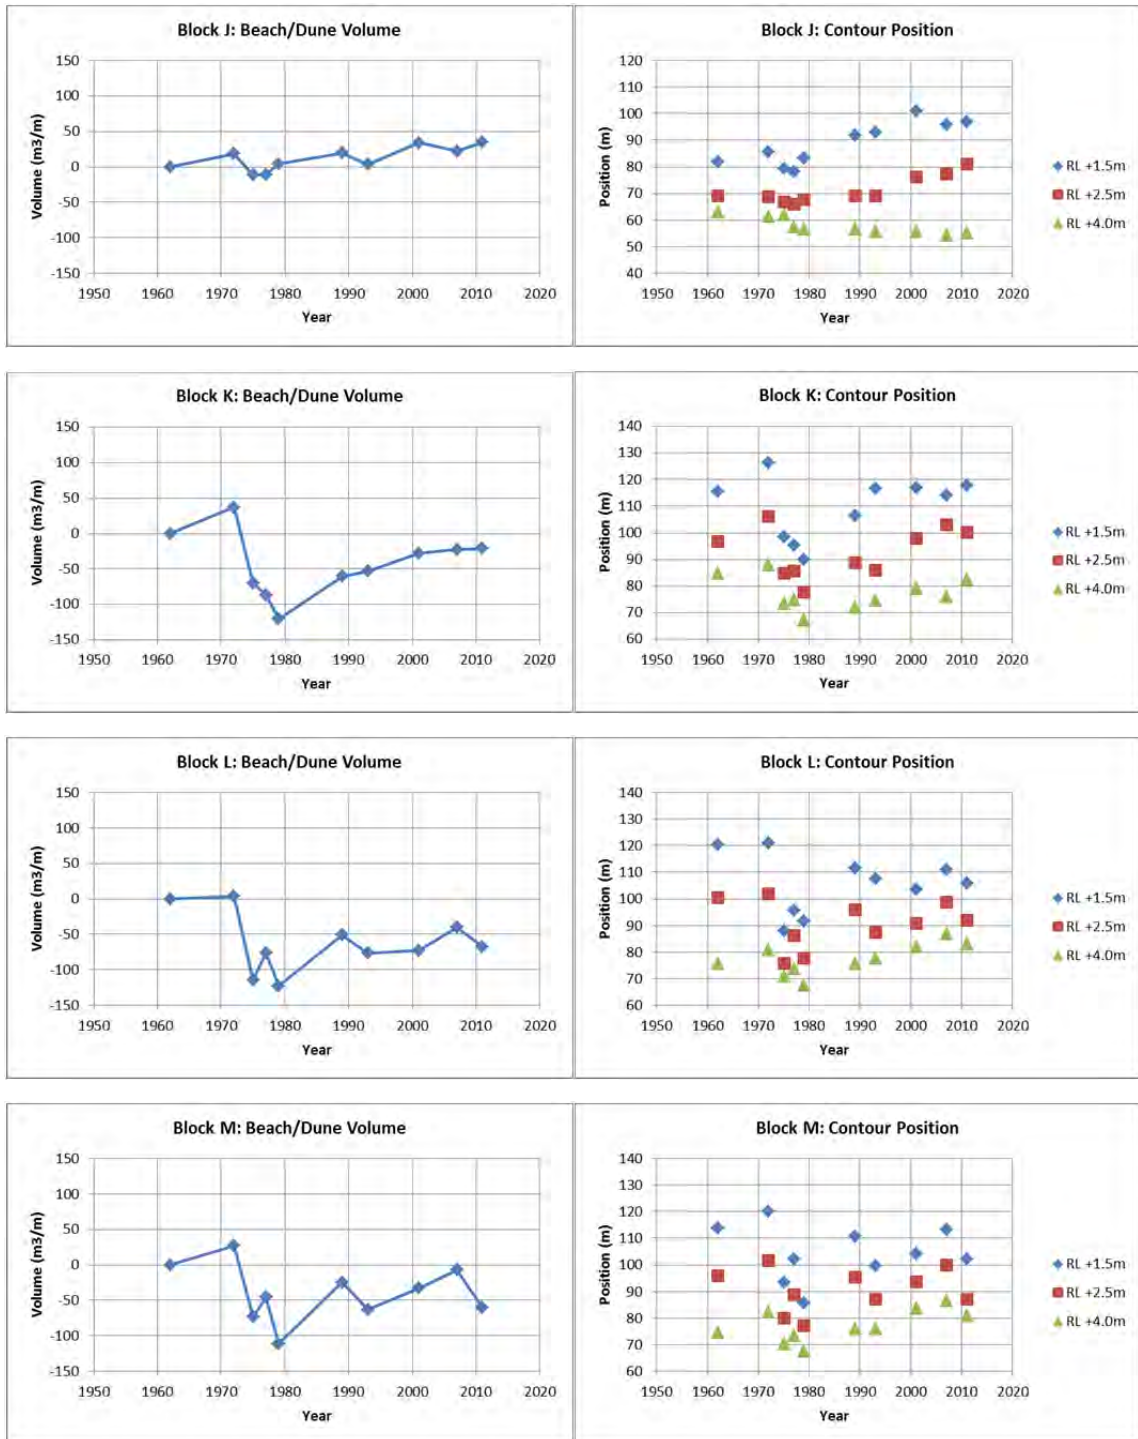 Block J: Beach/Dune Volume
Volume (m3/m)
150
100
50
0
-50
-100
-150
1950 1960 1970 1980 1990 2000 2010 2020
Year
Block J: Contour Position
Position (m)
120
110
100
90
80
70
60
50
40
1950 1960 1970 1980 1990 2000 2010 2020
Year
RL +1.5m
RL +2.5m
RL +4.0m
Block K: Beach/Dune Volume
Volume (m3/m)
150
100
50
0
-50
-100
-150
1950 1960 1970 1980 1990 2000 2010 2020
Year
Block K: Contour Position
Position (m)
140
130
120
110
100
90
80
70
60
1950 1960 1970 1980 1990 2000 2010 2020
Year
RL +1.5m
RL +2.5m
RL +4.0m
Block L: Beach/Dune Volume
Volume (m3/m)
150
100
50
0
-50
-100
-150
1950 1960 1970 1980 1990 2000 2010 2020
Year
Block L: Contour Position
Position (m)
140
130
120
110
100
90
80
70
60
1950 1960 1970 1980 1990 2000 2010 2020
Year
RL +1.5m
RL +2.5m
RL +4.0m
Block M: Beach/Dune Volume
Volume (m3/m)
150
100
50
0
-50
-100
-150
1950 1960 1970 1980 1990 2000 2010 2020
Year
Block M: Contour Position
Position (m)
140
130
120
110
100
90
80
70
60
1950 1960 1970 1980 1990 2000 2010 2020
Year
RL +1.5m
RL +2.5m
RL +4.0m